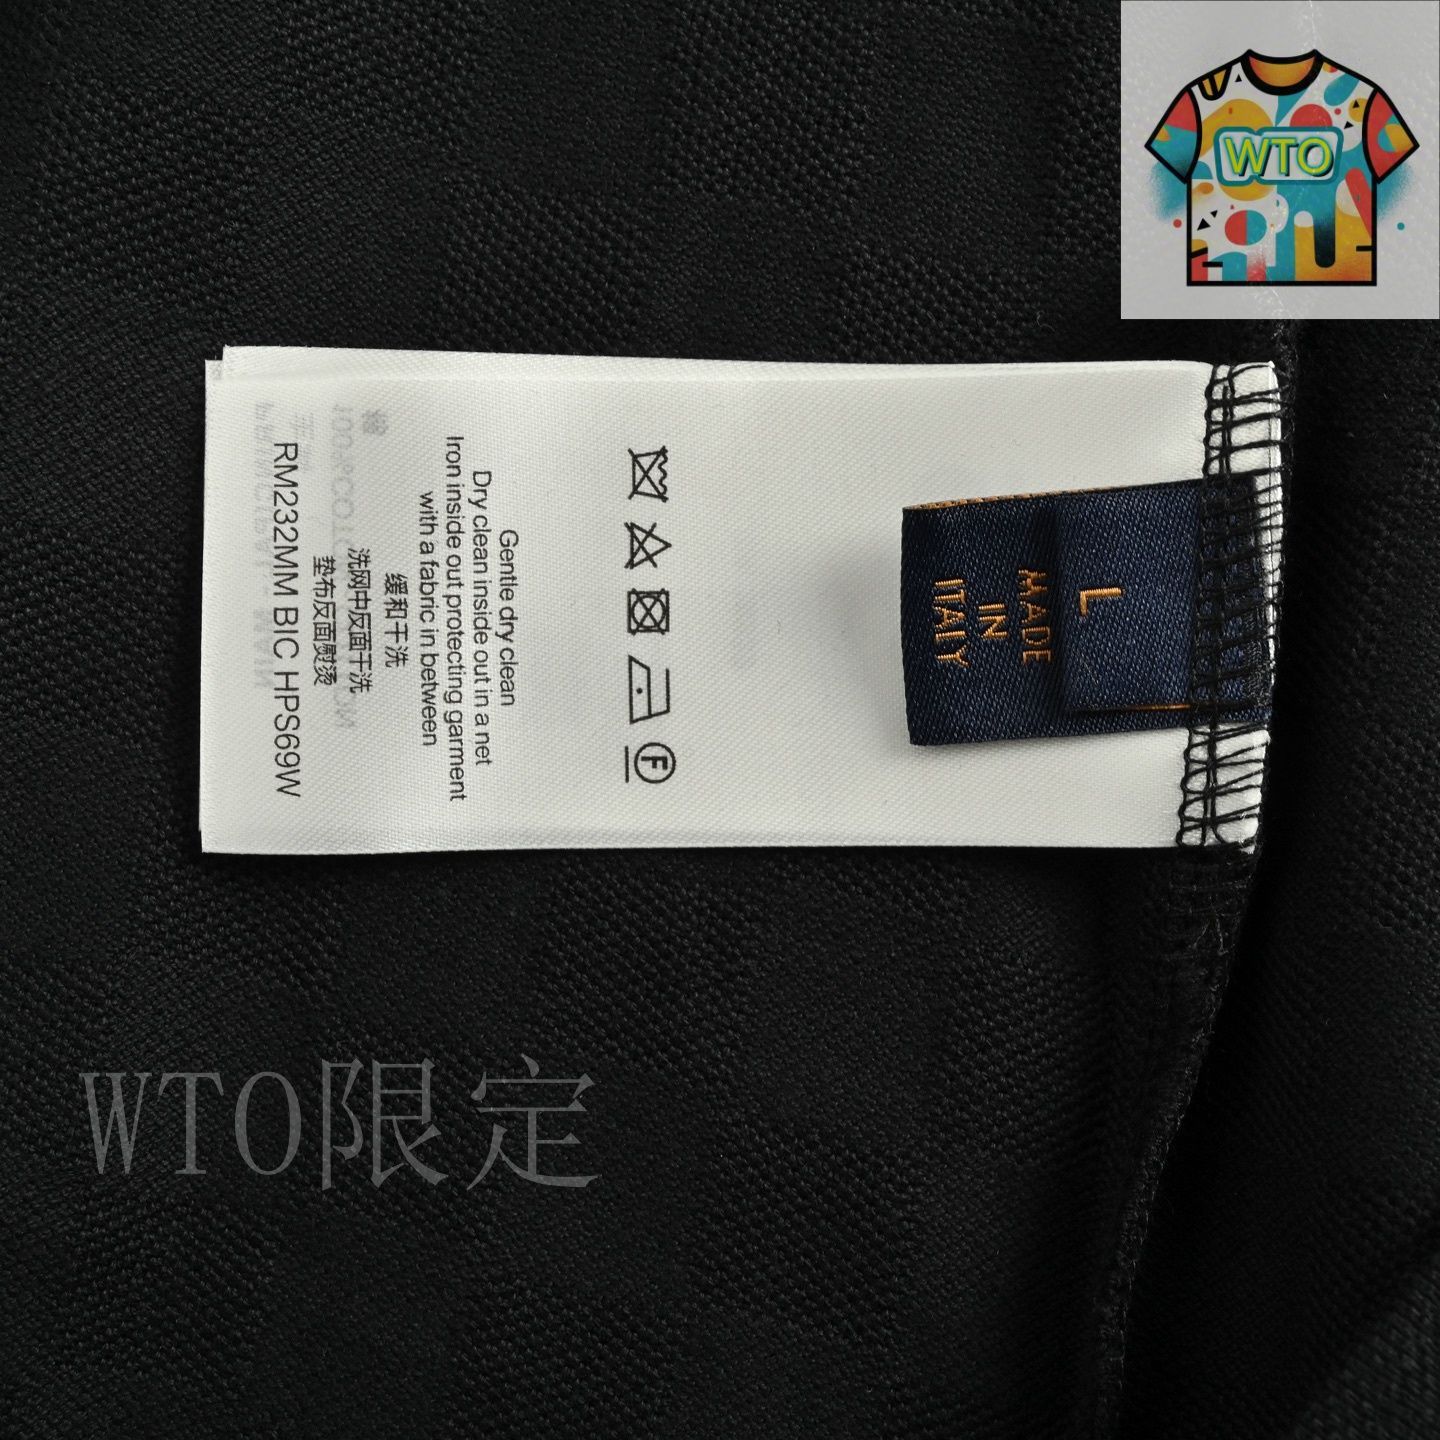 WTO
Gentle dry clean
Dry clean inside out in a net
Iron inside out protecting garment
with a fabric in between
缓和干洗
洗网中反面干洗
垫布反面熨烫
RM232MM BIC HPS69W
F
L
MADE
IN
ITALY
WTO限定